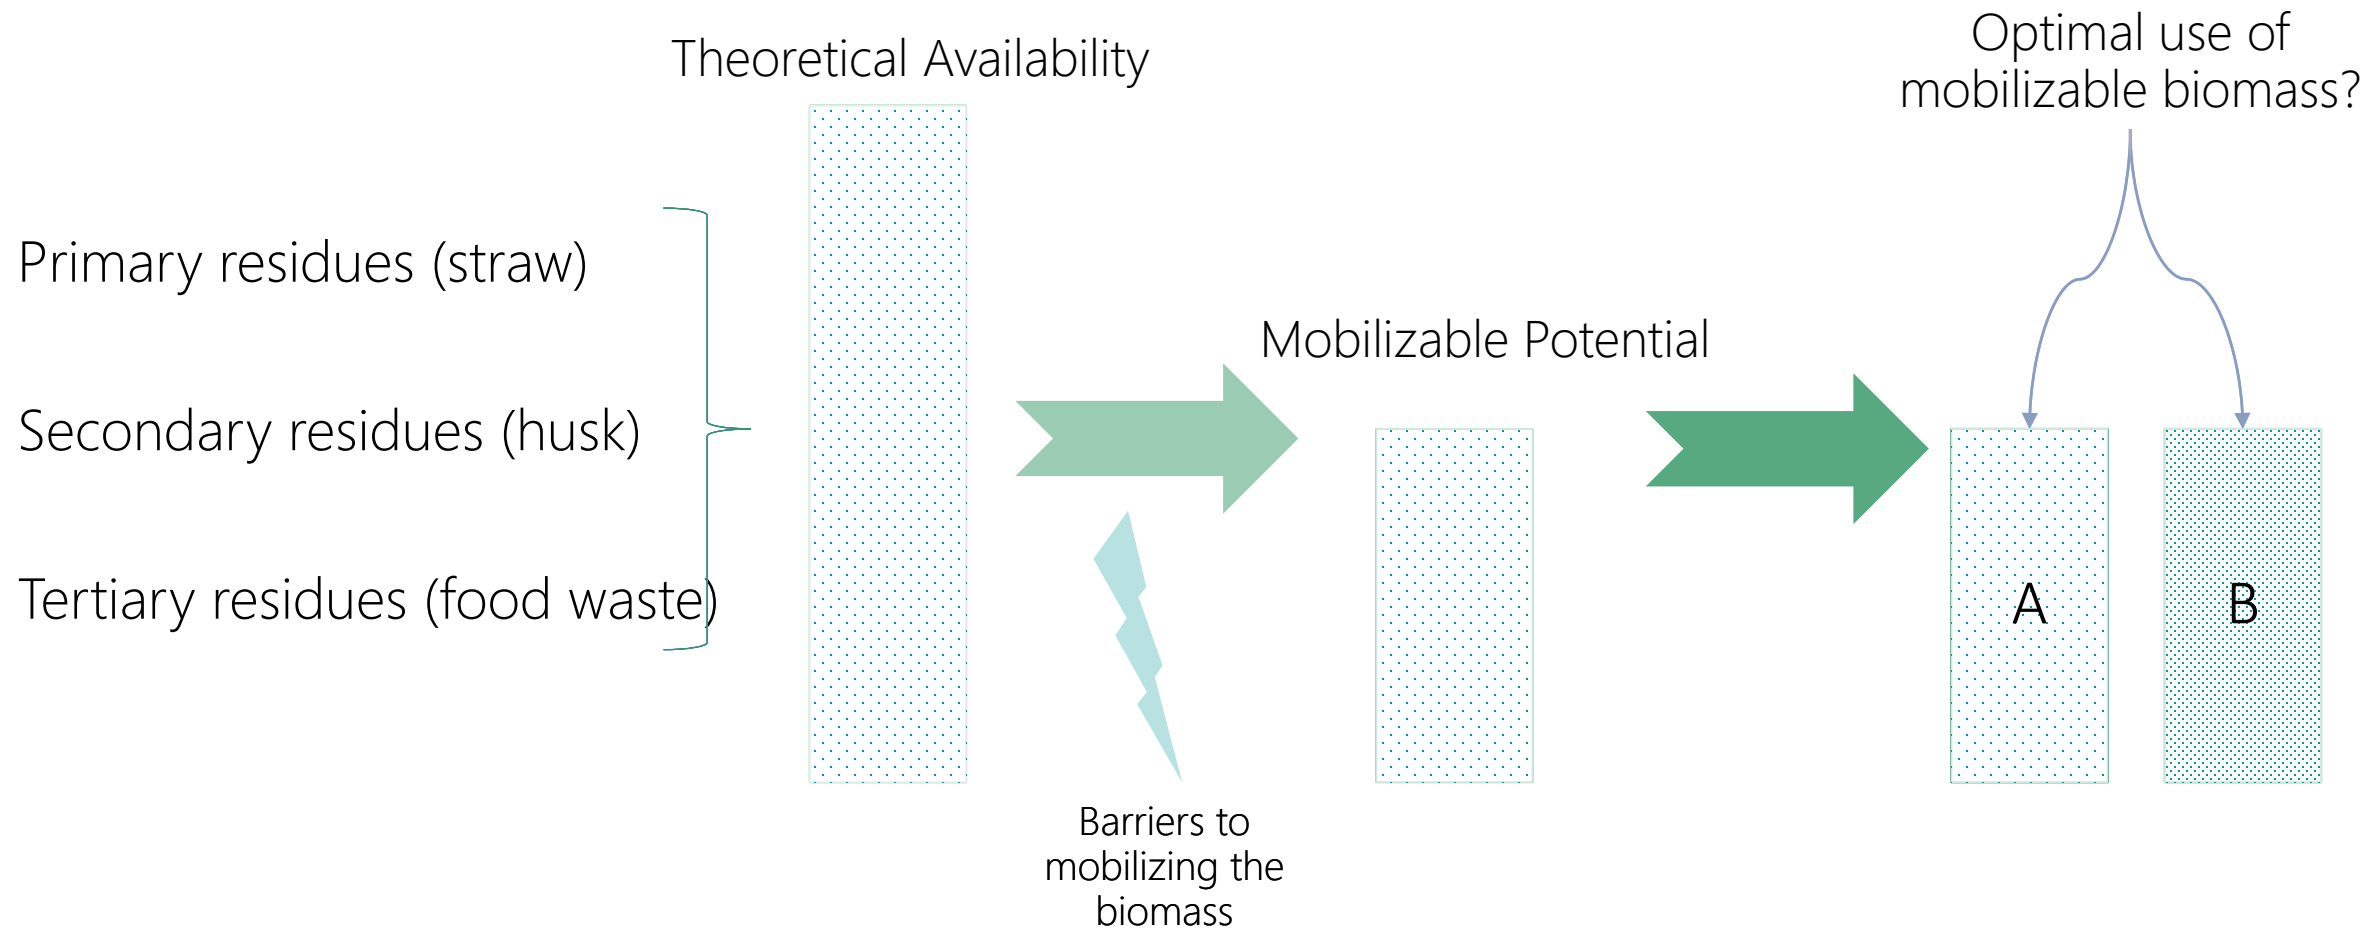 Theoretical Availability
Primary residues (straw)
Secondary residues (husk)
Tertiary residues (food waste)
Barriers to
mobilizing the
biomass
Mobilizable Potential
Optimal use of
mobilizable biomass?
A
B